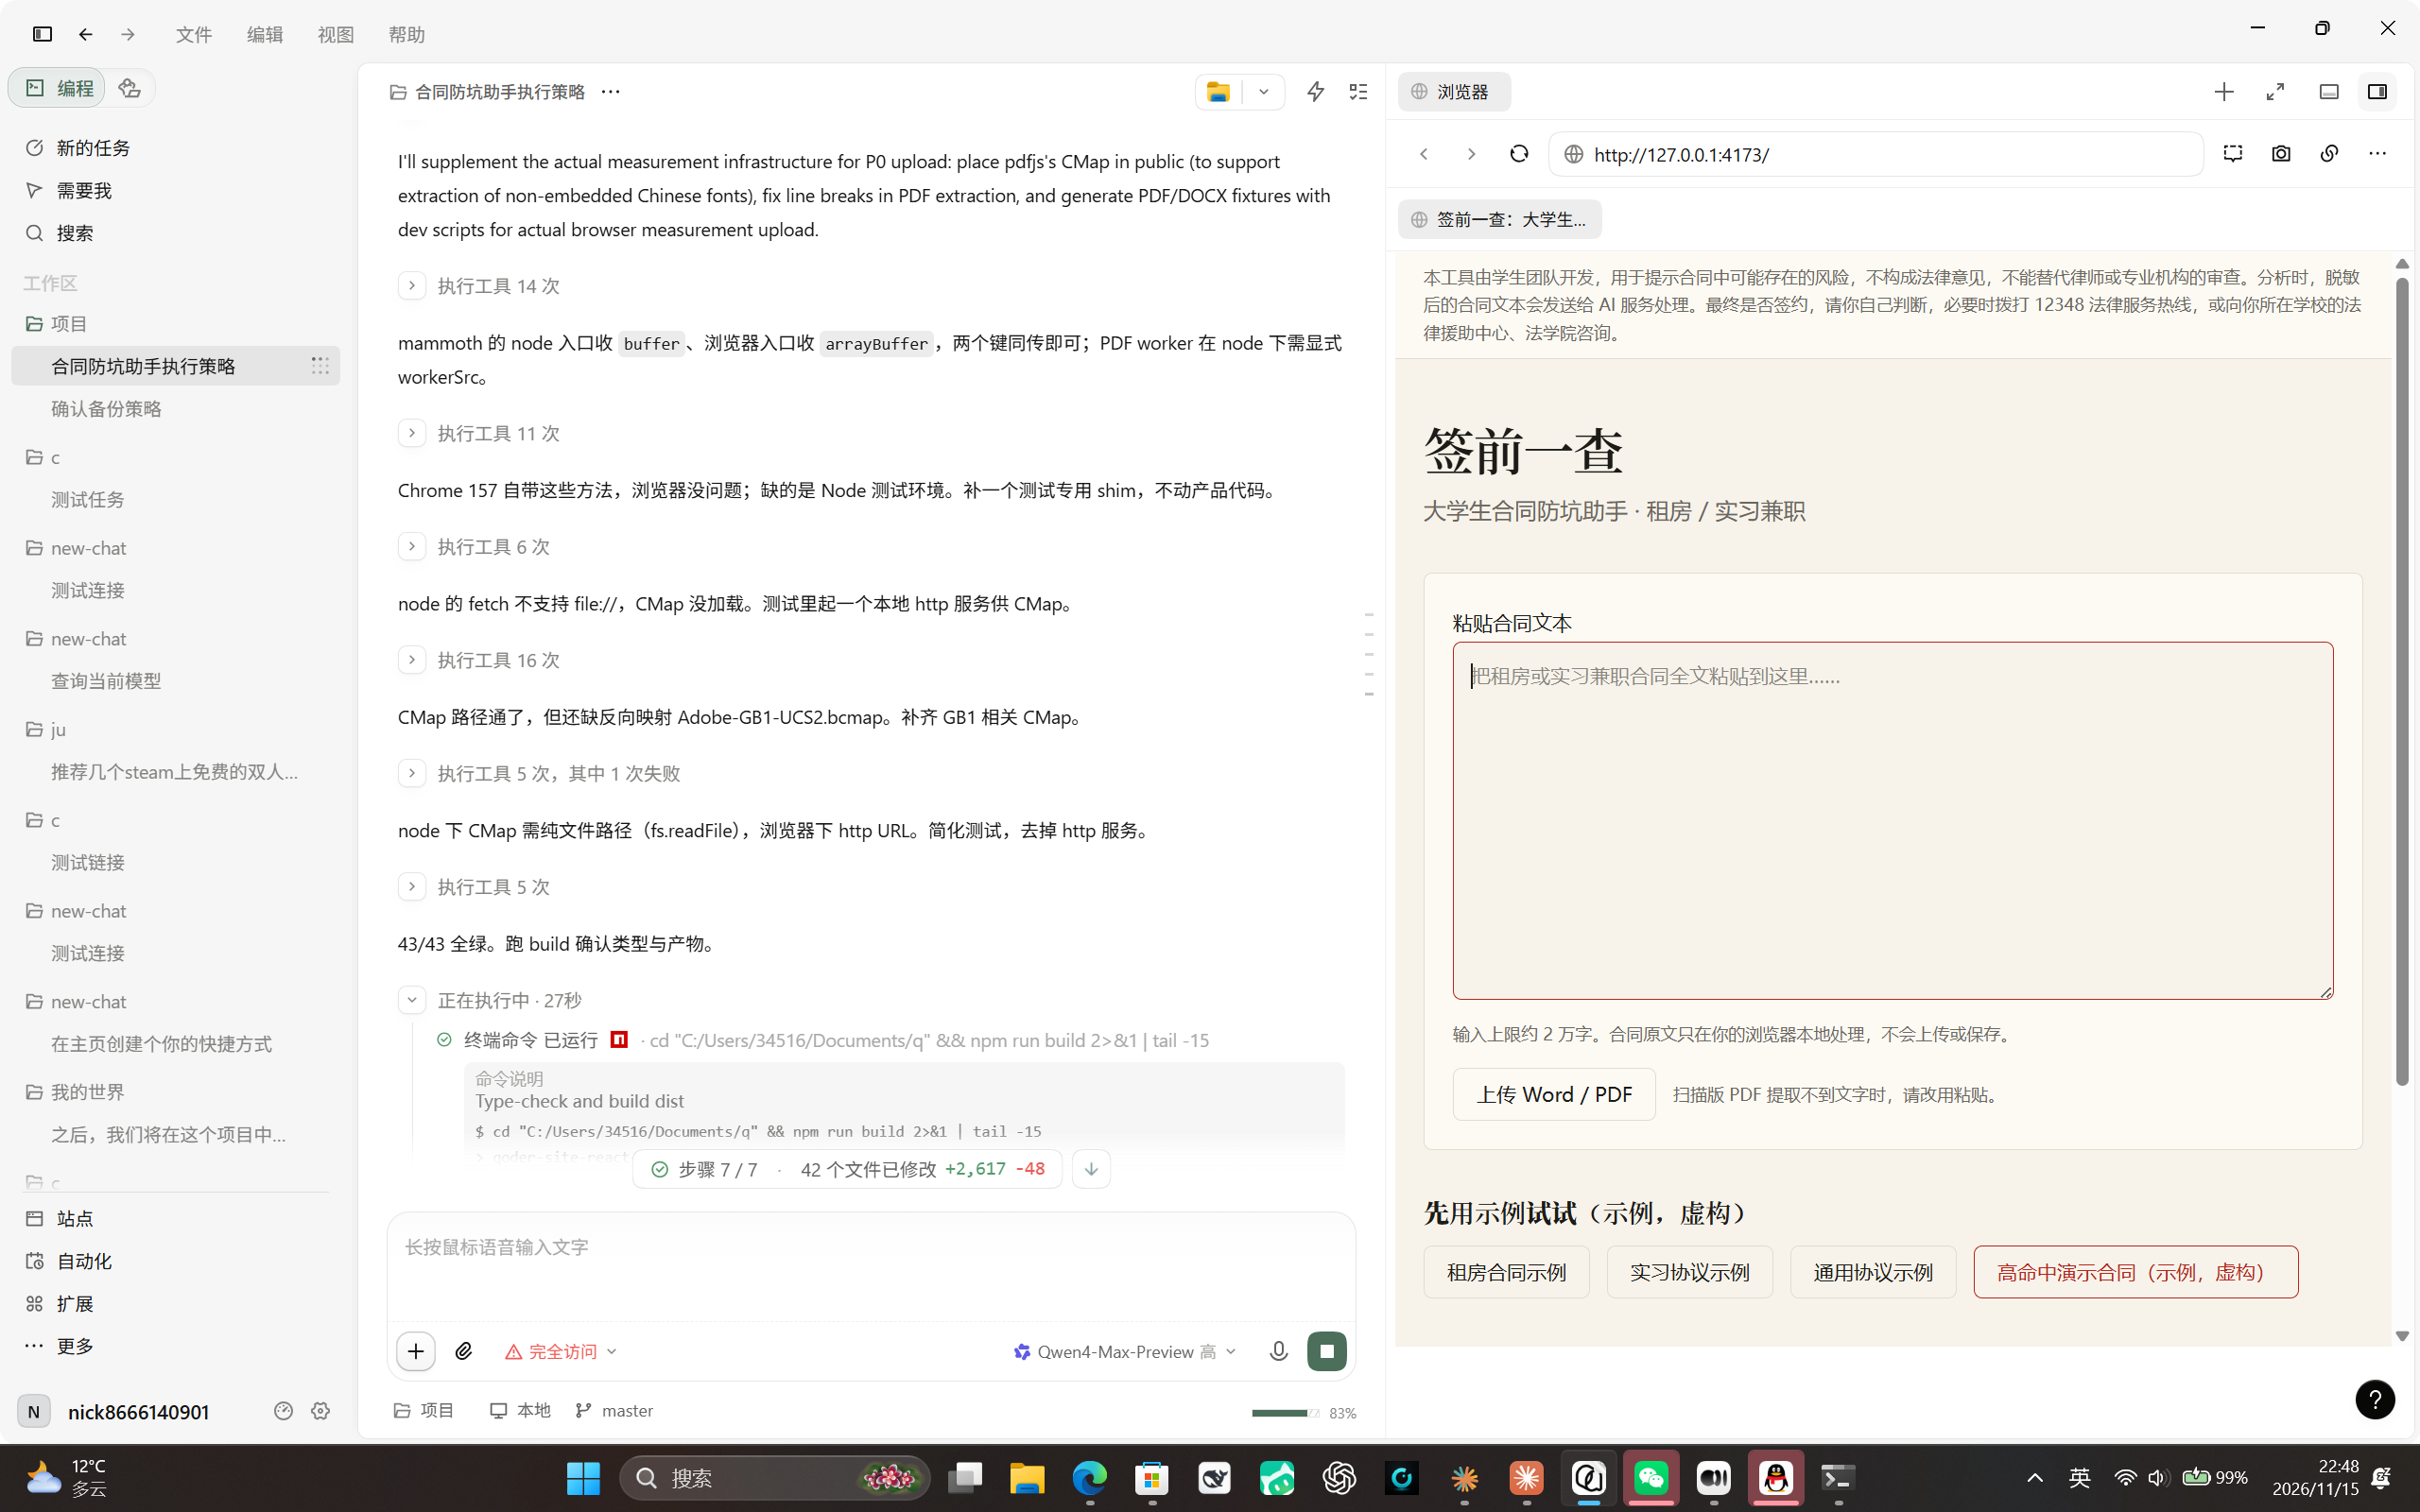 文件 编辑 视图 帮助
编程
新的任务
需要我
搜索
工作区
项目
合同防坑助手执行策略
确认备份策略
c
测试任务
new-chat
测试连接
new-chat
查询当前模型
ju
推荐几个steam上免费的双人...
c
测试链接
new-chat
测试连接
new-chat
在主页创建个你的快捷方式
我的世界
之后，我们将在这个项目中...
c
站点
自动化
扩展
更多
N nick8666140901
合同防坑助手执行策略
I'll supplement the actual measurement infrastructure for P0 upload: place pdfjs's CMap in public (to support
extraction of non-embedded Chinese fonts), fix line breaks in PDF extraction, and generate PDF/DOCX fixtures with
dev scripts for actual browser measurement upload.
执行工具 14 次
mammoth 的 node 入口收 buffer、浏览器入口收 arrayBuffer，两个键同传即可；PDF worker 在 node 下需显式
workerSrc。
执行工具 11 次
Chrome 157 自带这些方法，浏览器没问题；缺的是 Node 测试环境。补一个测试专用 shim，不动产品代码。
执行工具 6 次
node 的 fetch 不支持 file://，CMap 没加载。测试里起一个本地 http 服务供 CMap。
执行工具 16 次
CMap 路径通了，但还缺反向映射 Adobe-GB1-UCS2.bcmap。补齐 GB1 相关 CMap。
执行工具 5 次，其中 1 次失败
node 下 CMap 需纯文件路径（fs.readFile），浏览器下 http URL。简化测试，去掉 http 服务。
执行工具 5 次
43/43 全绿。跑 build 确认类型与产物。
正在执行中 · 27秒
终端命令 已运行 · cd "C:/Users/34516/Documents/q" && npm run build 2>&1 | tail -15
命令说明
Type-check and build dist
$ cd "C:/Users/34516/Documents/q" && npm run build 2>&1 | tail -15
> qoder-site-react
步骤 7 / 7 · 42 个文件已修改 +2,617 -48
长按鼠标语音输入文字
完全访问
Qwen4-Max-Preview 高
项目 本地 master
83%
浏览器
http://127.0.0.1:4173/
签前一查：大学生...
本工具由学生团队开发，用于提示合同中可能存在的风险，不构成法律意见，不能替代律师或专业机构的审查。分析时，脱敏
后的合同文本会发送给 AI 服务处理。最终是否签约，请你自己判断，必要时拨打 12348 法律服务热线，或向你所在学校的法
律援助中心、法学院咨询。
签前一查
大学生合同防坑助手 · 租房 / 实习兼职
粘贴合同文本
把租房或实习兼职合同全文粘贴到这里……
输入上限约 2 万字。合同原文只在你的浏览器本地处理，不会上传或保存。
上传 Word / PDF 扫描版 PDF 提取不到文字时，请改用粘贴。
先用示例试试（示例，虚构）
租房合同示例 实习协议示例 通用协议示例 高命中演示合同（示例，虚构）
?
12°C
多云
搜索
英
99%
22:48
2026/11/15